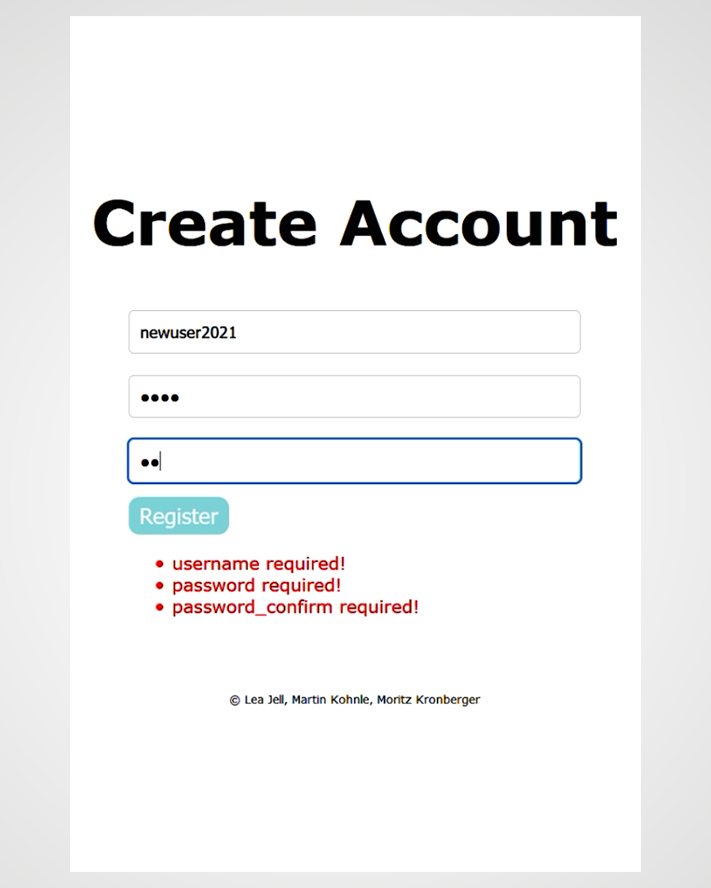 Create Account
newuser2021
••••
••
Register
• username required!
• password required!
• password_confirm required!
© Lea Jell, Martin Kohnle, Moritz Kronberger